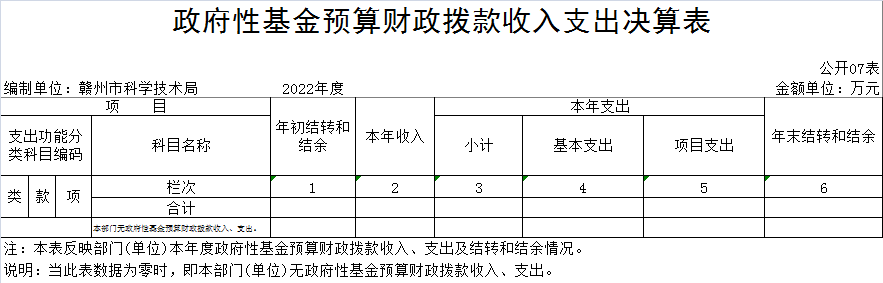 政府性基金预算财政拨款收入支出决算表
公开07表
编制单位：赣州市科学技术局 2022年度 金额单位：万元
项 目 年初结转和结余 本年收入 本年支出 年末结转和结余
支出功能分类科目编码 科目名称 小计 基本支出 项目支出
类 款 项 栏次 1 2 3 4 5 6
合计
本部门无政府性基金预算财政拨款收入、支出。
注：本表反映部门(单位)本年度政府性基金预算财政拨款收入、支出及结转和结余情况。
说明：当此表数据为零时，即本部门(单位)无政府性基金预算财政拨款收入、支出。